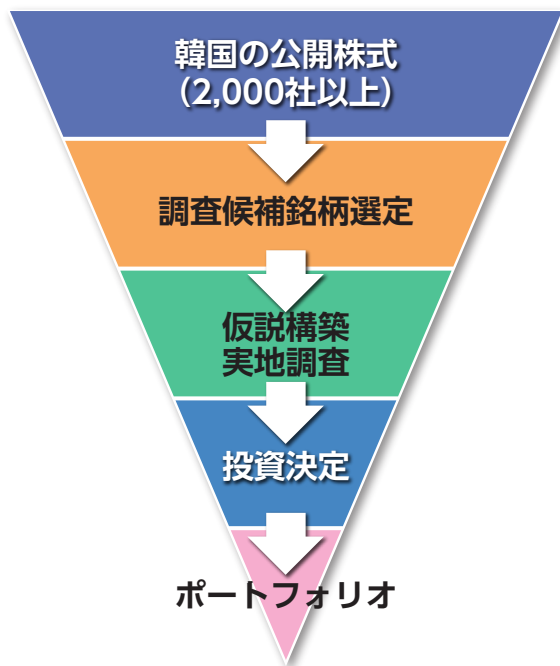 韓国の公開株式
（2,000社以上）
調査候補銘柄選定
仮説構築
実地調査
投資決定
ポートフォリオ